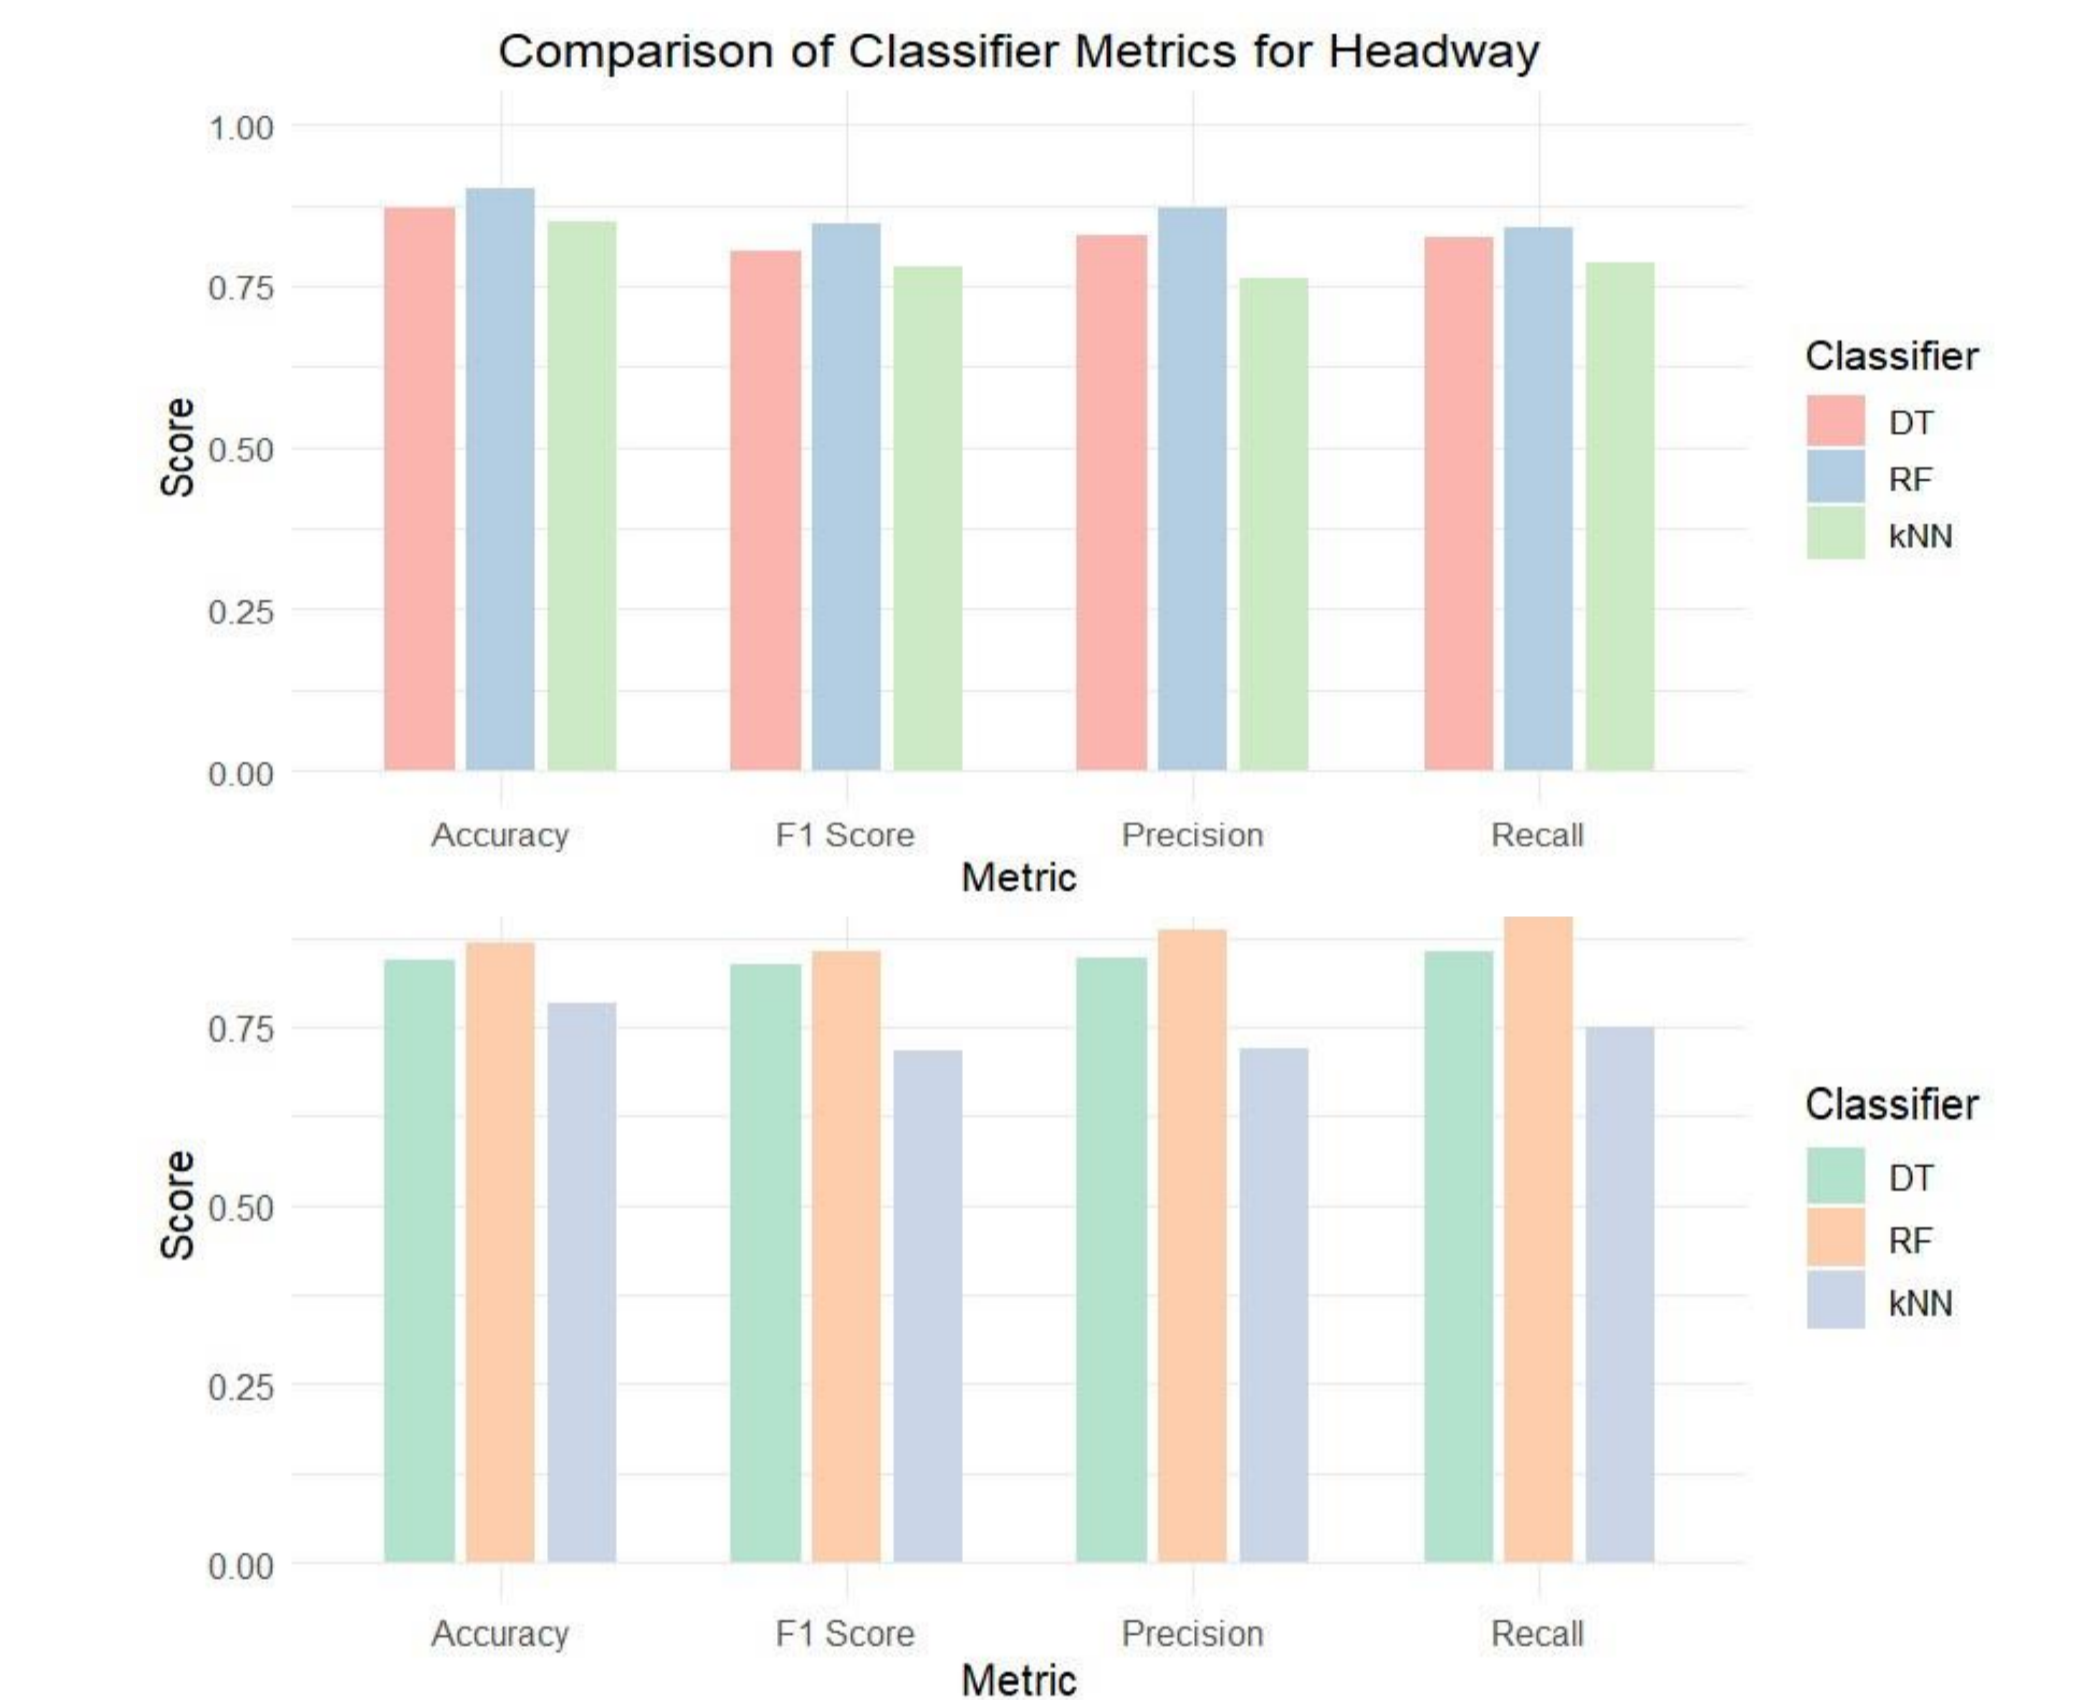 Comparison of Classifier Metrics for Headway
1.00
0.75
0.50
0.25
0.00
Score
Accuracy F1 Score Precision Recall
Metric
Classifier
DT
RF
kNN
0.75
0.50
0.25
0.00
Score
Accuracy F1 Score Precision Recall
Metric
Classifier
DT
RF
kNN